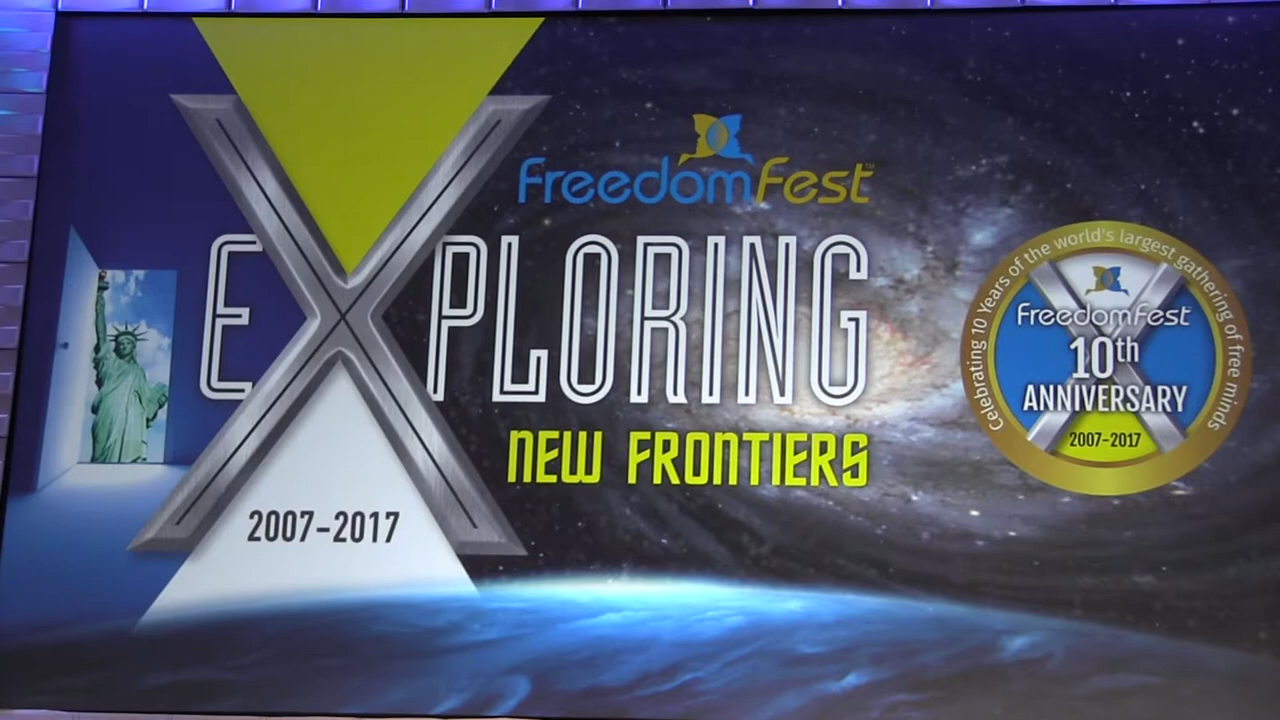 FreedomFest™
EXPLORING
NEW FRONTIERS
2007-2017
Celebrating 10 Years of the world's largest gathering of free minds
FreedomFest
10th
ANNIVERSARY
2007-2017